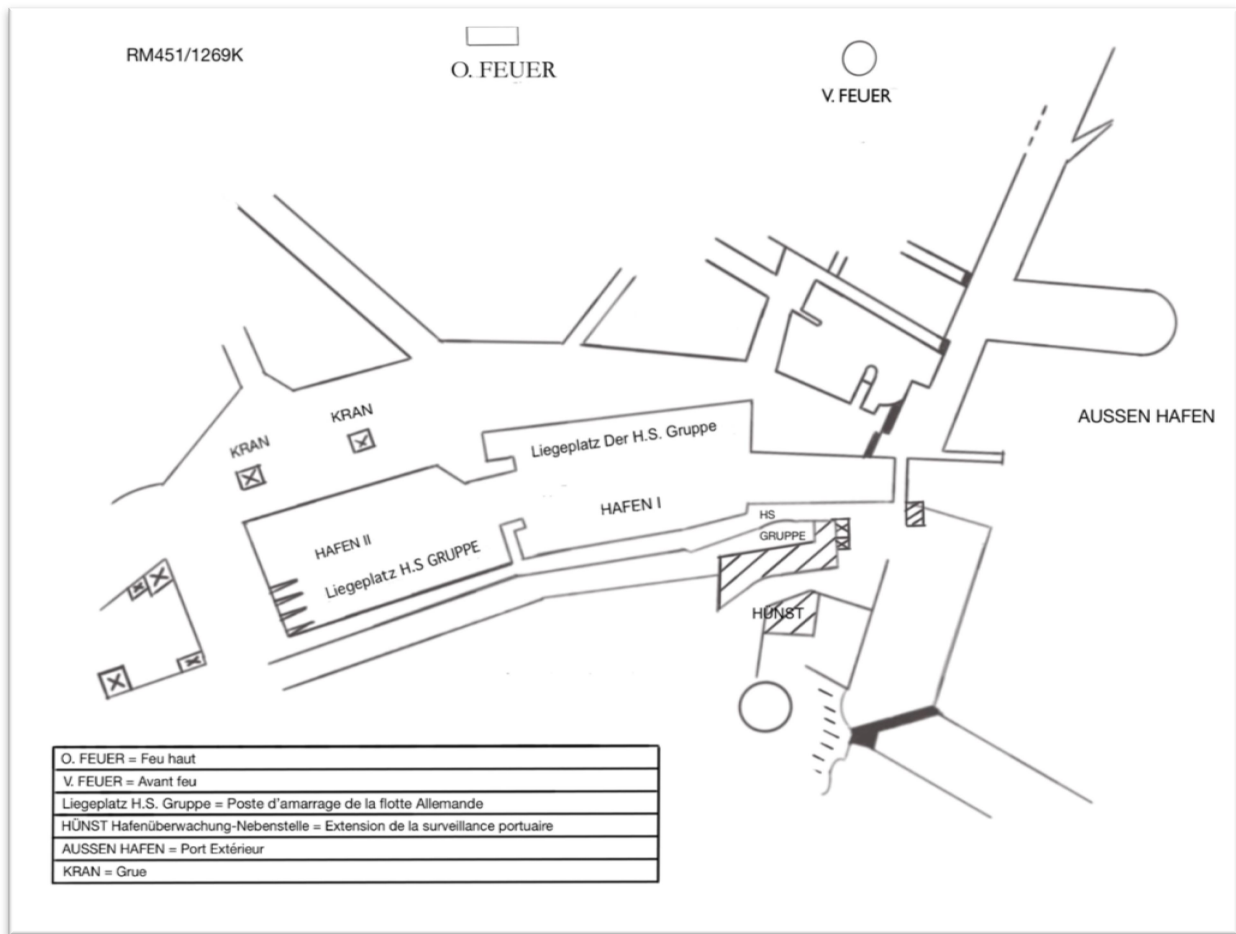 RM451/1269K
O. FEUER
V. FEUER
AUSSEN HAFEN
KRAN
KRAN
Liegeplatz Der H.S. Gruppe
HAFEN I
HAFEN II
Liegeplatz H.S GRUPPE
HS
GRUPPE
HÜNST
O. FEUER = Feu haut
V. FEUER = Avant feu
Liegeplatz H.S. Gruppe = Poste d'amarrage de la flotte Allemande
HÜNST Hafenüberwachung-Nebenstelle = Extension de la surveillance portuaire
AUSSEN HAFEN = Port Extérieur
KRAN = Grue